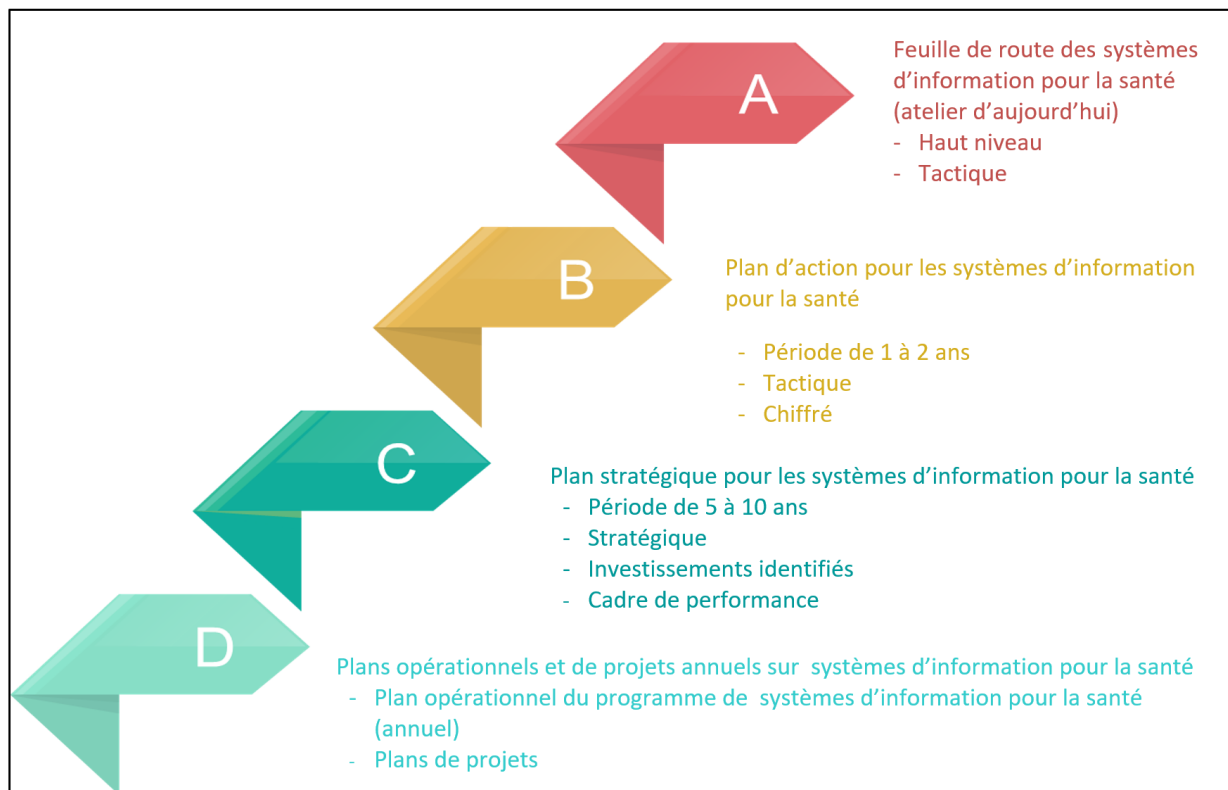 A
Feuille de route des systèmes
d’information pour la santé
(atelier d’aujourd’hui)
- Haut niveau
- Tactique
B
Plan d’action pour les systèmes d’information
pour la santé
- Période de 1 à 2 ans
- Tactique
- Chiffré
C
Plan stratégique pour les systèmes d’information pour la santé
- Période de 5 à 10 ans
- Stratégique
- Investissements identifiés
- Cadre de performance
D
Plans opérationnels et de projets annuels sur  systèmes d’information pour la santé
- Plan opérationnel du programme de  systèmes d’information pour la santé
(annuel)
- Plans de projets